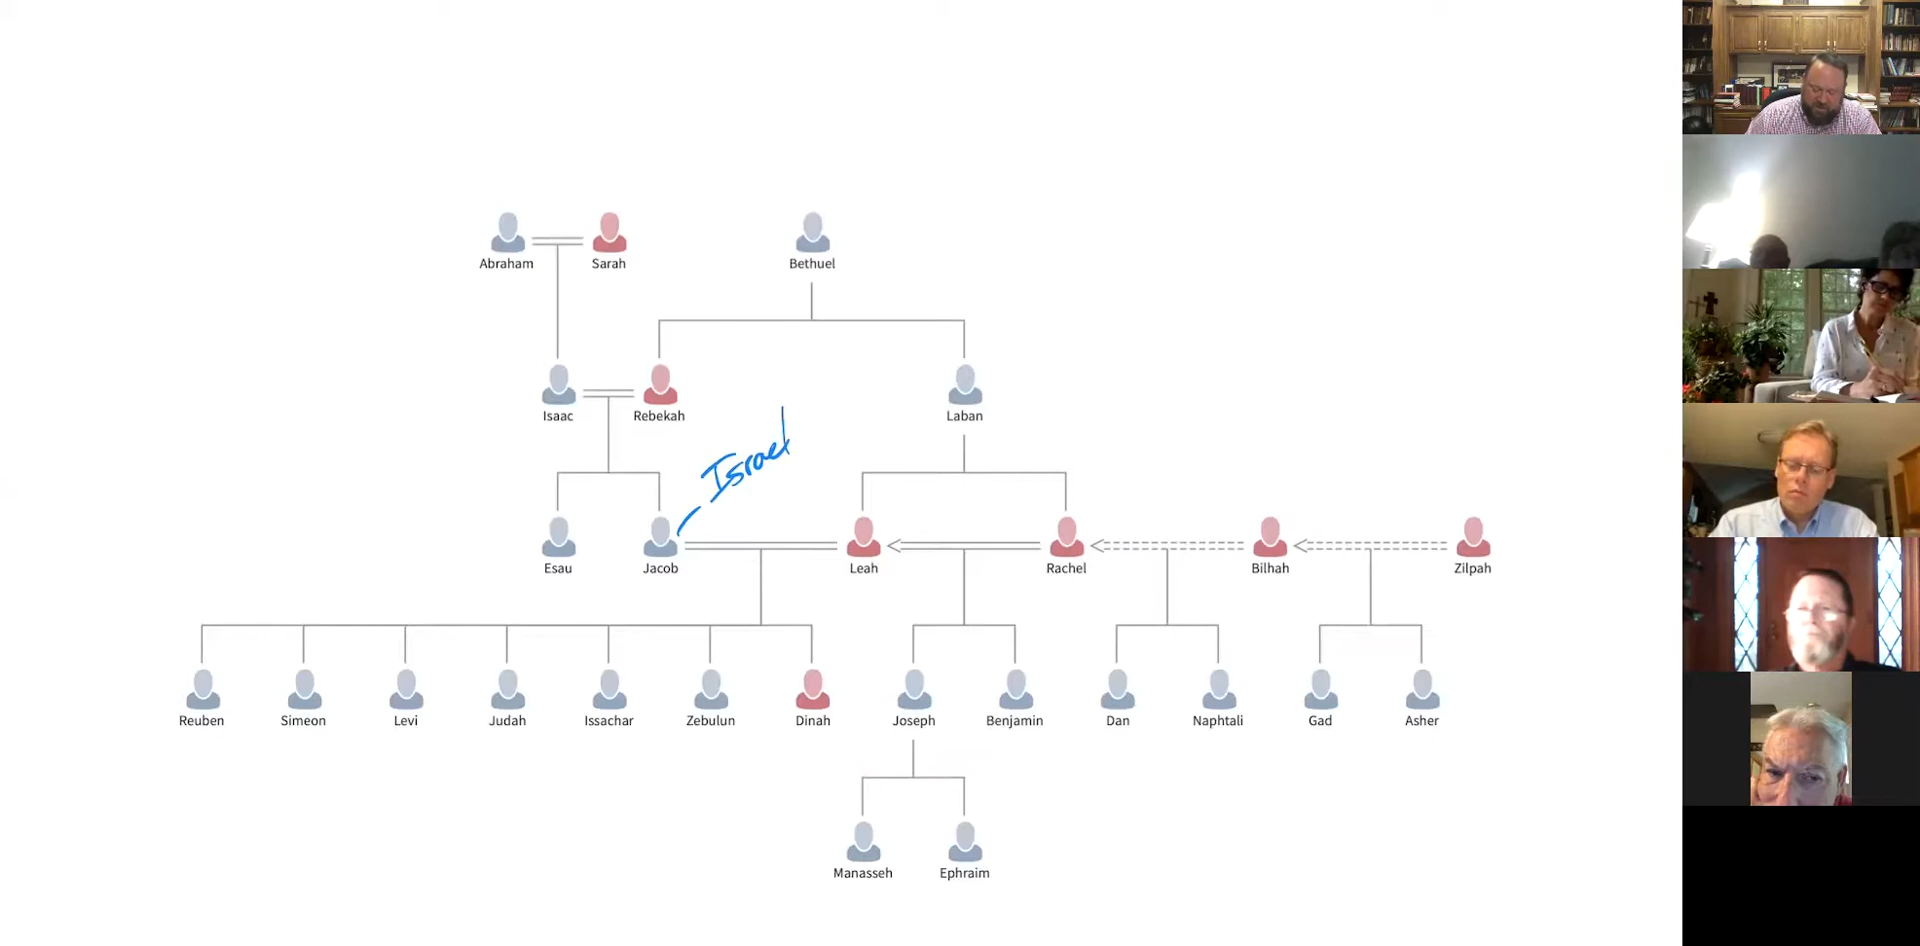 Abraham Sarah Bethuel
Isaac Rebekah Laban
Israel
Esau Jacob Leah Rachel Bilhah Zilpah
Reuben Simeon Levi Judah Issachar Zebulun Dinah Joseph Benjamin Dan Naphtali Gad Asher
Manasseh Ephraim